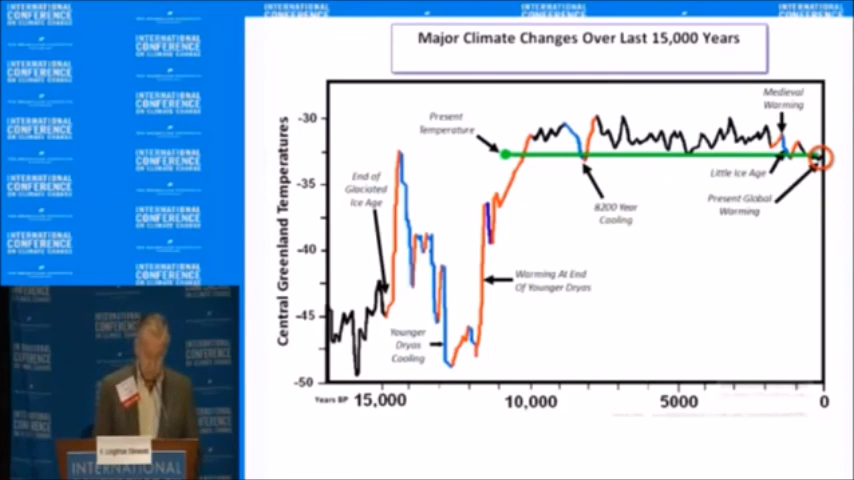 INTERNATIONAL
CONFERENCE
ON CLIMATE CHANGE
Major Climate Changes Over Last 15,000 Years
Central Greenland Temperatures
-30
-35
-40
-45
-50
Present
Temperature
Medieval
Warming
End of
Glaciated
Ice Age
Little Ice Age
Present Global
Warming
8200 Year
Cooling
Warming At End
Of Younger Dryas
Younger
Dryas
Cooling
Years BP
15,000
10,000
5000
0
INTERNATIONAL